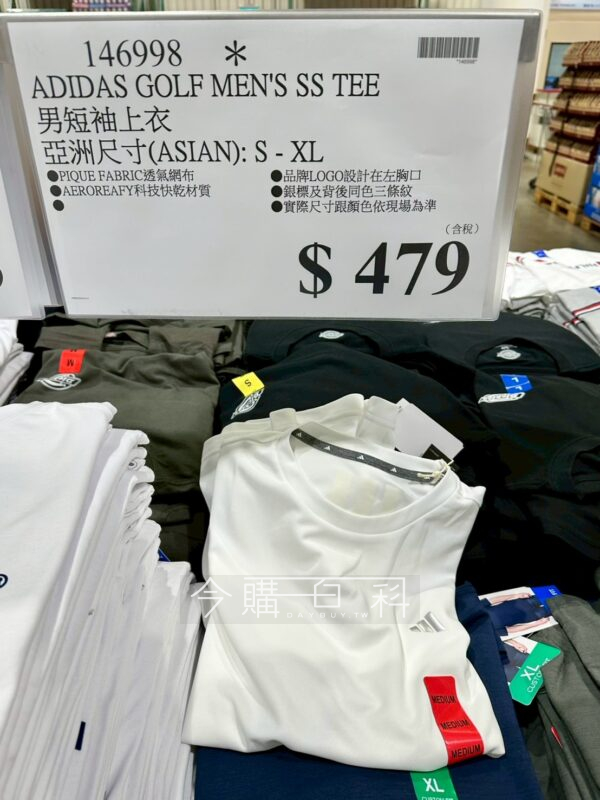 146998 *
*146998*
ADIDAS GOLF MEN'S SS TEE
男短袖上衣
亞洲尺寸(ASIAN): S - XL
●PIQUE FABRIC透氣網布
●AEROREAFY科技快乾材質
●
●品牌LOGO設計在左胸口
●銀標及背後同色三條紋
●實際尺寸跟顏色依現場為準
(含稅)
$ 479
M
S
L
今購百科
DAYBUY.TW
XL
MEDIUM
MEDIUM
MEDIUM
XL